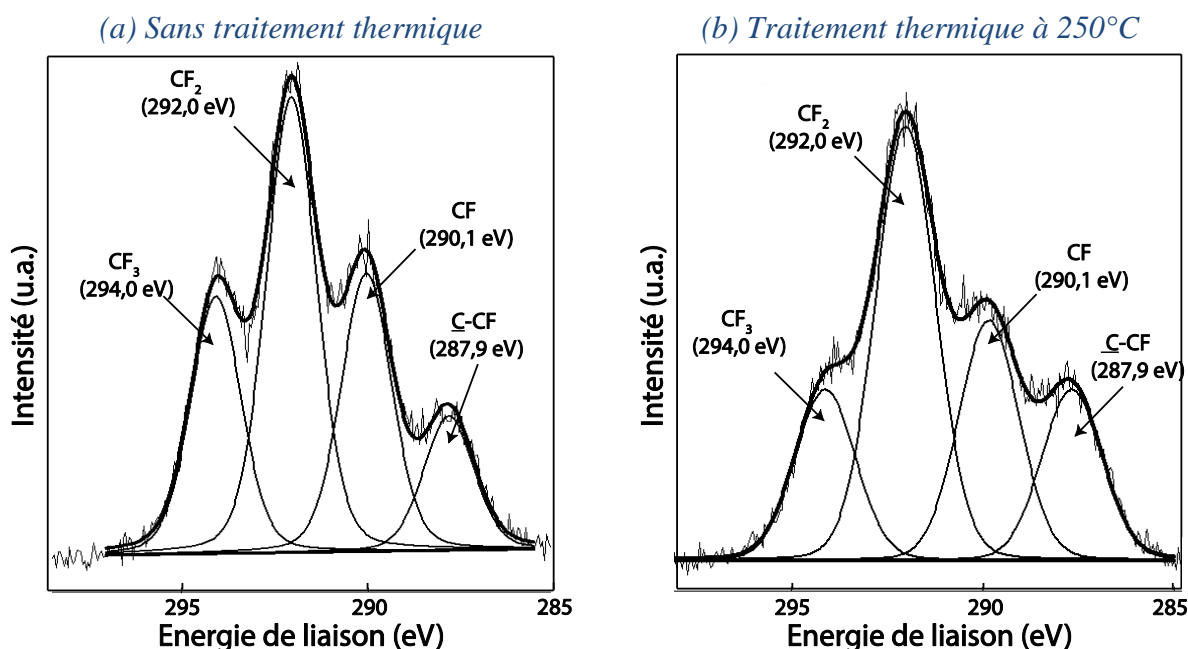 (a) Sans traitement thermique
CF₂
(292,0 eV)
CF
(290,1 eV)
CF₃
(294,0 eV)
C-CF
(287,9 eV)
Intensité (u.a.)
295
290
285
Energie de liaison (eV)
(b) Traitement thermique à 250°C
CF₂
(292,0 eV)
CF
(290,1 eV)
CF₃
(294,0 eV)
C-CF
(287,9 eV)
Intensité (u.a.)
295
290
285
Energie de liaison (eV)